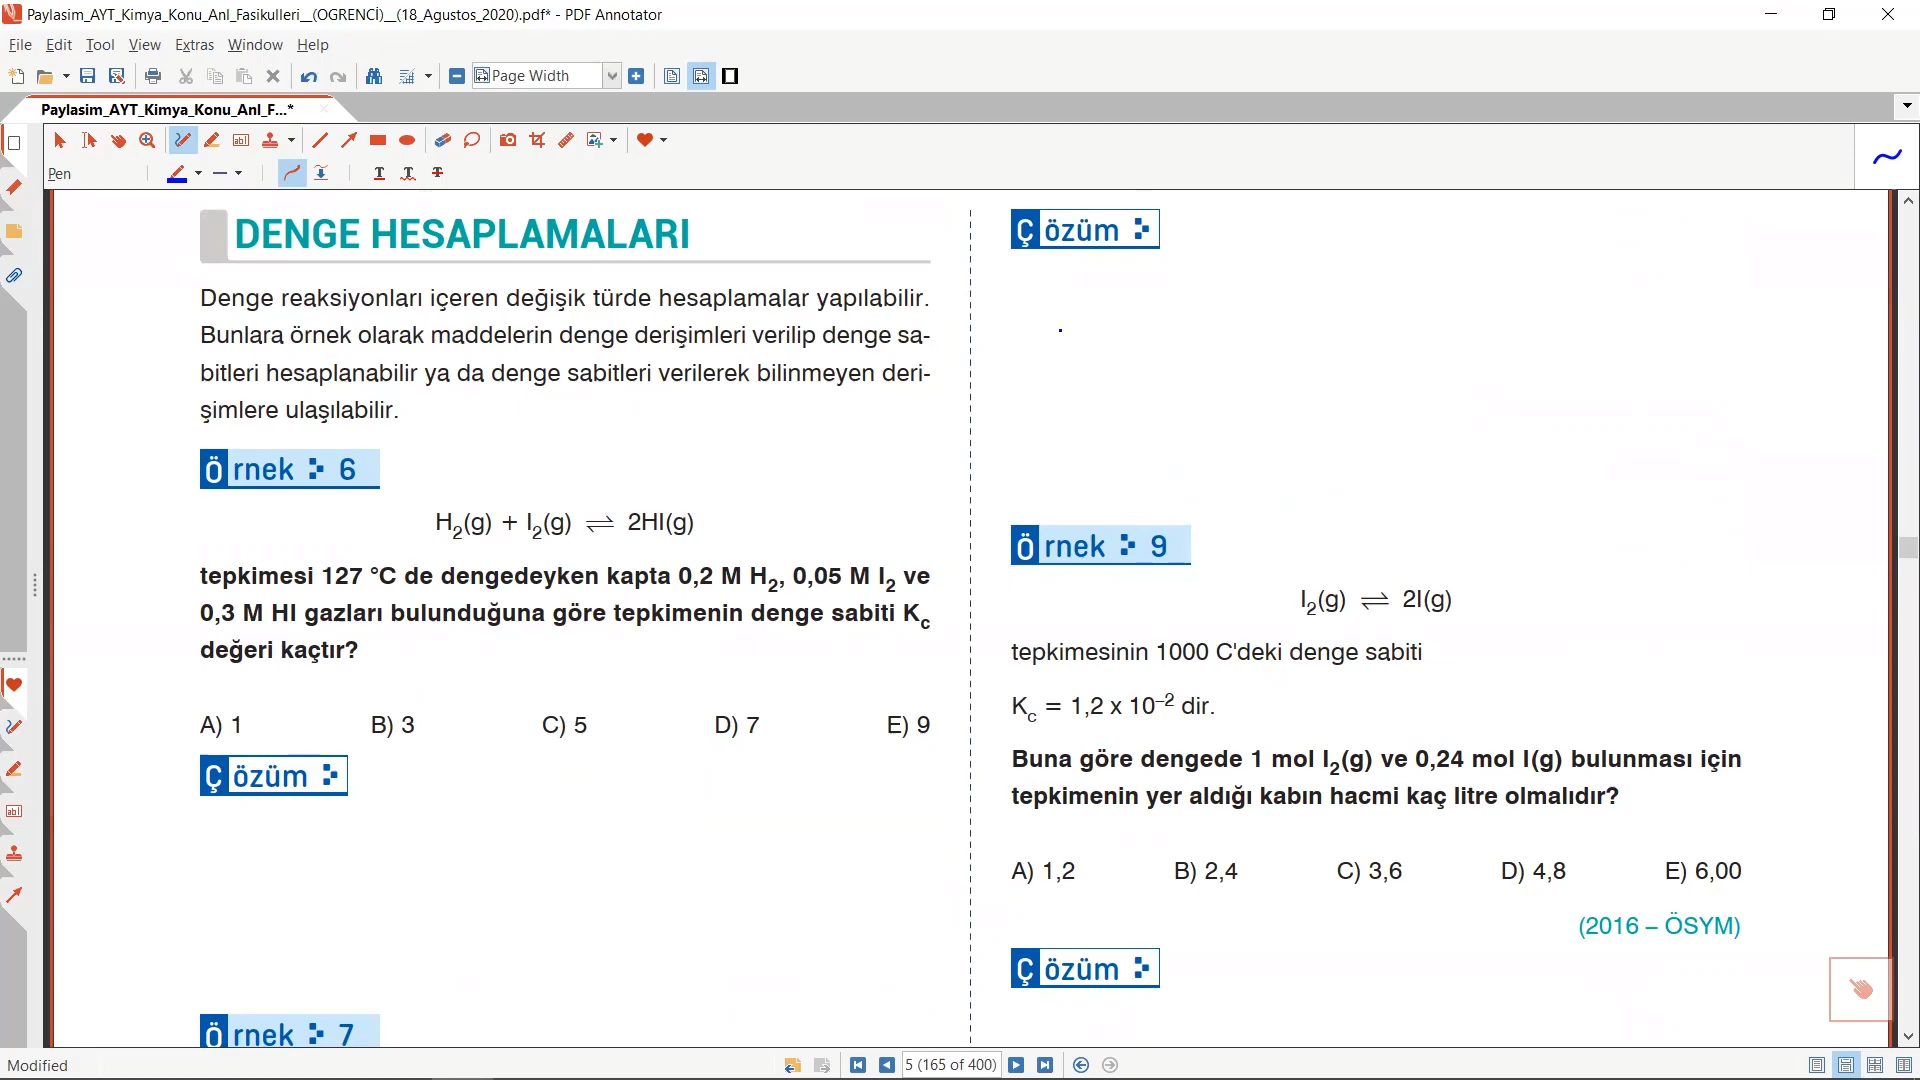 Paylasim_AYT_Kimya_Konu_Anl_Fasikulleri__(OGRENCİ)__(18_Agustos_2020).pdf* - PDF Annotator
File Edit Tool View Extras Window Help
Page Width
Paylasim_AYT_Kimya_Konu_Anl_F...*
Pen
DENGE HESAPLAMALARI
Denge reaksiyonları içeren değişik türde hesaplamalar yapılabilir.
Bunlara örnek olarak maddelerin denge derişimleri verilip denge sa-
bitleri hesaplanabilir ya da denge sabitleri verilerek bilinmeyen deri-
şimlere ulaşılabilir.
Örnek 6
H₂(g) + I₂(g) ⇌ 2HI(g)
tepkimesi 127 °C de dengedeyken kapta 0,2 M H₂, 0,05 M I₂ ve
0,3 M HI gazları bulunduğuna göre tepkimenin denge sabiti K꜀
değeri kaçtır?
A) 1 B) 3 C) 5 D) 7 E) 9
Çözüm
Örnek 7
Çözüm
Örnek 9
I₂(g) ⇌ 2I(g)
tepkimesinin 1000 C'deki denge sabiti
K꜀ = 1,2 x 10⁻² dir.
Buna göre dengede 1 mol I₂(g) ve 0,24 mol I(g) bulunması için
tepkimenin yer aldığı kabın hacmi kaç litre olmalıdır?
A) 1,2 B) 2,4 C) 3,6 D) 4,8 E) 6,00
(2016 – ÖSYM)
Çözüm
Modified
5 (165 of 400)